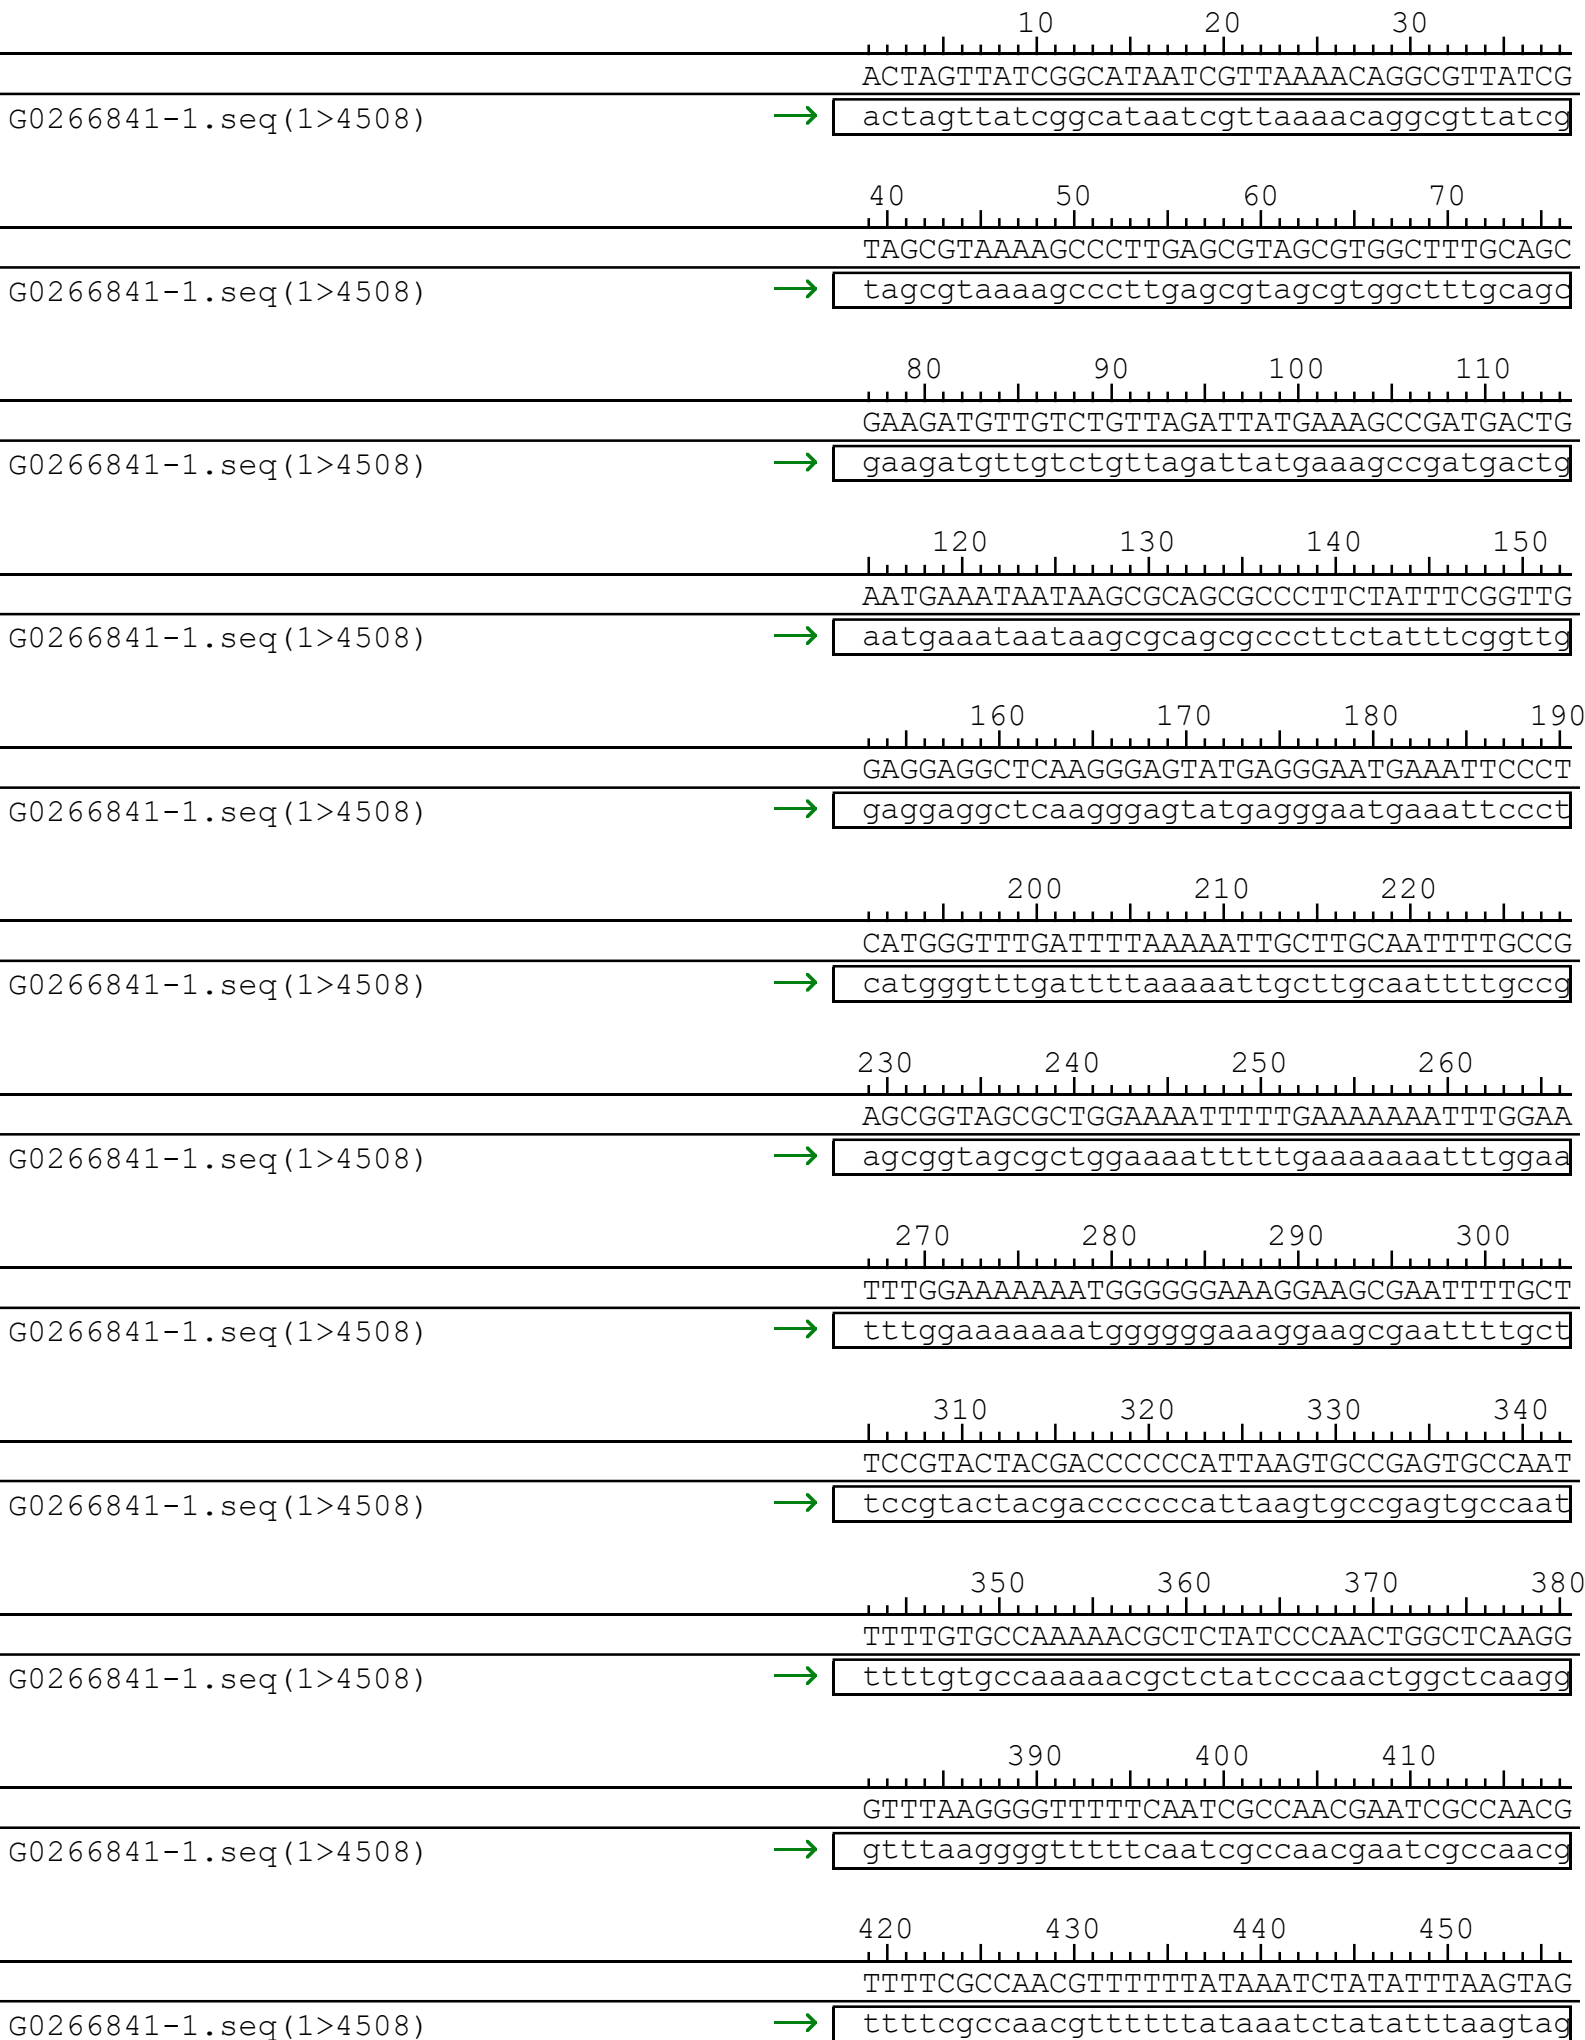 10 20 30
ACTAGTTATCGGCATAATCGTTAAAACAGGCGTTATCG
G0266841-1.seq(1>4508) → actagttatcggcataatcgttaaaacaggcgttatcg
40 50 60 70
TAGCGTAAAAGCCCTTGAGCGTAGCGTGGCTTTGCAGC
G0266841-1.seq(1>4508) → tagcgtaaaagcccttgagcgtagcgtggctttgcagc
80 90 100 110
GAAGATGTTGTCTGTTAGATTATGAAAGCCGATGACTG
G0266841-1.seq(1>4508) → gaagatgttgtctgttagattatgaaagccgatgactg
120 130 140 150
AATGAAATAATAAGCGCAGCGCCCTTCTATTTCGGTTG
G0266841-1.seq(1>4508) → aatgaaataataagcgcagcgcccttctatttcggttg
160 170 180 190
GAGGAGGCTCAAGGGAGTATGAGGGAATGAAATTCCCT
G0266841-1.seq(1>4508) → gaggaggctcaagggagtatgagggaatgaaattccct
200 210 220
CATGGGTTTGATTTTAAAAATTGCTTGCAATTTTGCCG
G0266841-1.seq(1>4508) → catgggtttgattttaaaaattgcttgcaattttgccg
230 240 250 260
AGCGGTAGCGCTGGAAAATTTTTGAAAAAAATTTGGAA
G0266841-1.seq(1>4508) → agcggtagcgctggaaaatttttgaaaaaaatttggaa
270 280 290 300
TTTGGAAAAAAATGGGGGGAAAGGAAGCGAATTTTGCT
G0266841-1.seq(1>4508) → tttggaaaaaaatggggggaaaggaagcgaattttgct
310 320 330 340
TCCGTACTACGACCCCCCATTAAGTGCCGAGTGCCAAT
G0266841-1.seq(1>4508) → tccgtactacgaccccccattaagtgccgagtgccaat
350 360 370 380
TTTTGTGCCAAAAACGCTCTATCCCAACTGGCTCAAGG
G0266841-1.seq(1>4508) → ttttgtgccaaaaacgctctatcccaactggctcaagg
390 400 410
GTTTAAGGGGTTTTTCAATCGCCAACGAATCGCCAACG
G0266841-1.seq(1>4508) → gtttaaggggtttttcaatcgccaacgaatcgccaacg
420 430 440 450
TTTTCGCCAACGTTTTTTATAAATCTATATTTAAGTAG
G0266841-1.seq(1>4508) → ttttcgccaacgttttttataaatctatatttaagtag